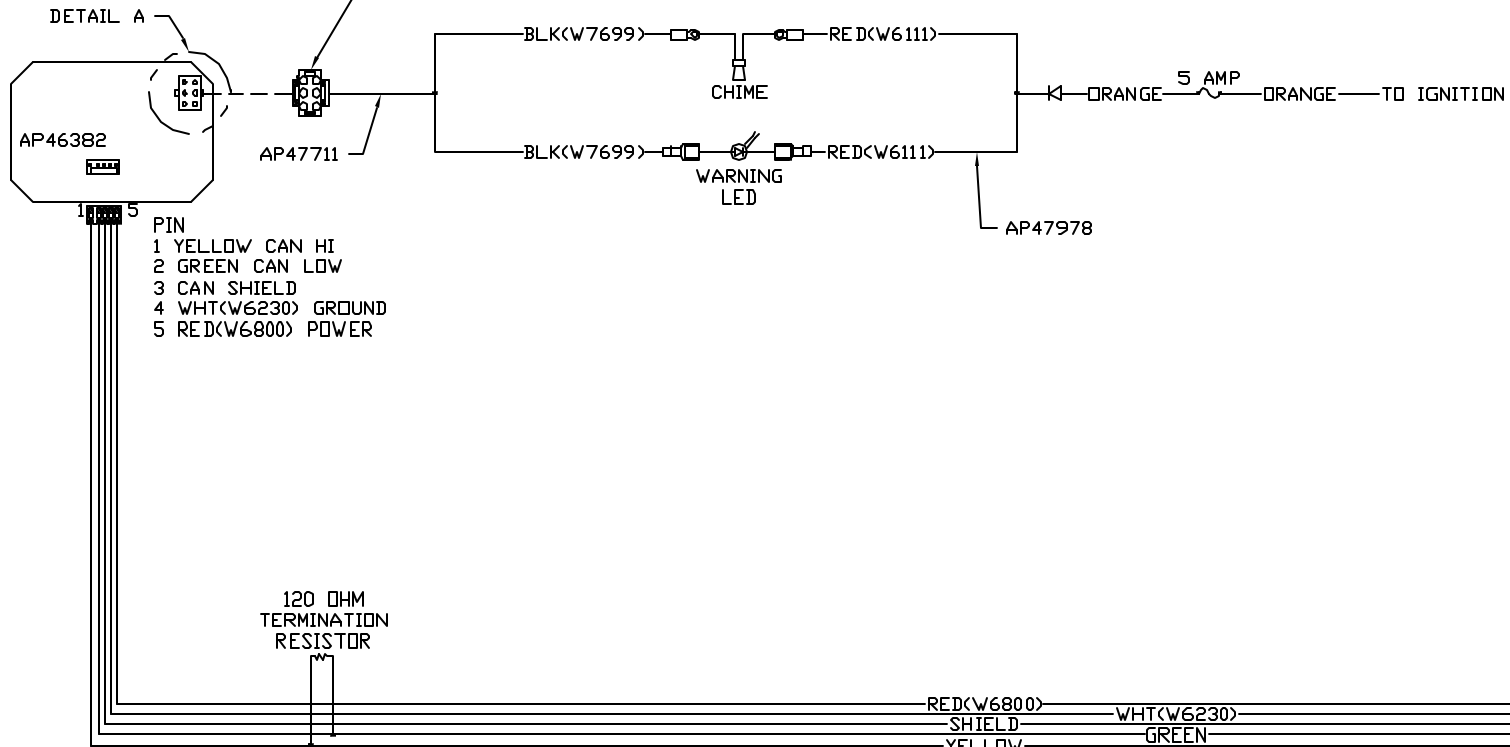 DETAIL A
BLK(W7699)
RED(W6111)
CHIME
5 AMP
ORANGE
ORANGE
TO IGNITION
AP46382
AP47711
BLK(W7699)
RED(W6111)
WARNING
LED
AP47978
1
5
PIN
1 YELLOW CAN HI
2 GREEN CAN LOW
3 CAN SHIELD
4 WHT(W6230) GROUND
5 RED(W6800) POWER
120 OHM
TERMINATION
RESISTOR
RED(W6800)
WHT(W6230)
SHIELD
GREEN
YELLOW